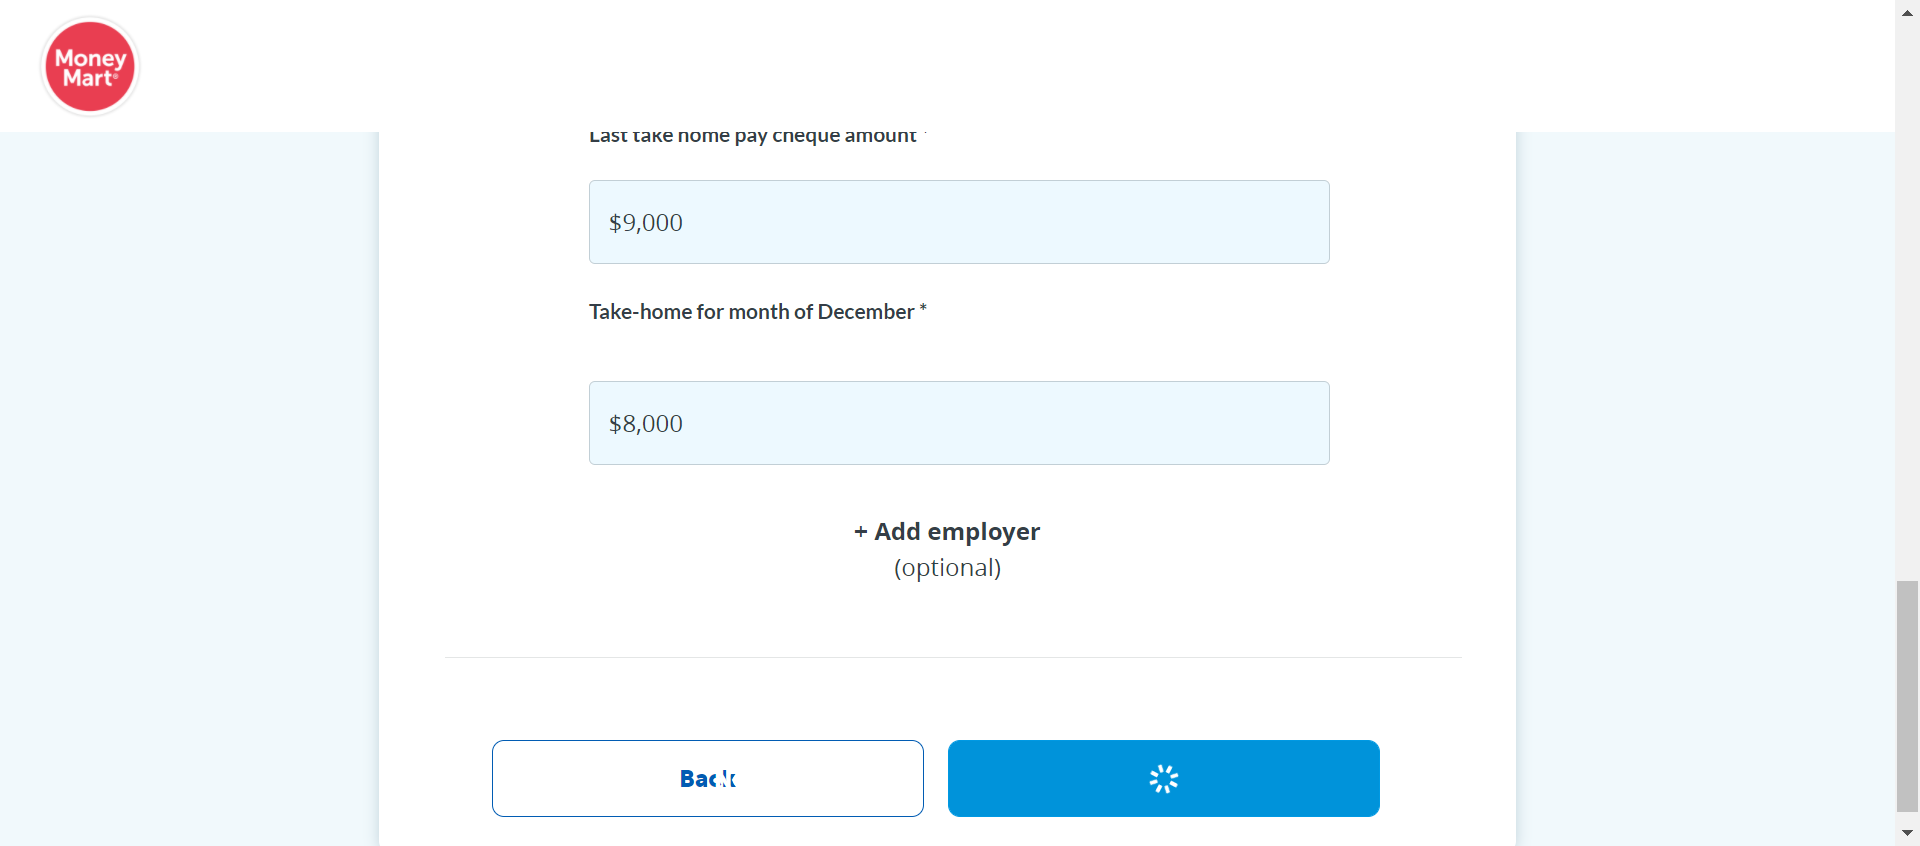 Money
Mart®
Last take home pay cheque amount *
$9,000
Take-home for month of December *
$8,000
+ Add employer
(optional)
Back